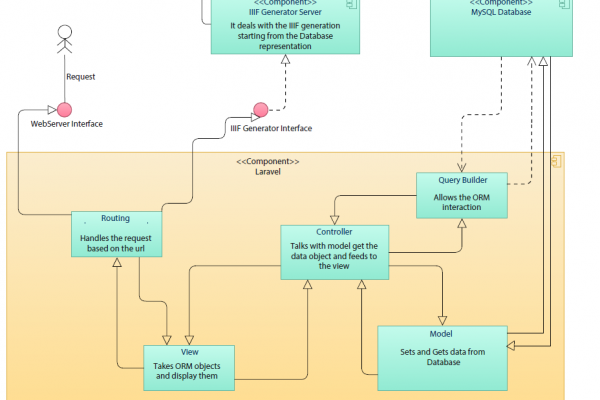 <<Component>>
IIIF Generator Server
It deals with the IIIF generation
starting from the Database
representation
<<Component>>
MySQL Database
Request
WebServer Interface
IIIF Generator Interface
<<Component>>
Laravel
Query Builder
Allows the ORM
interaction
Routing
Handles the request
based on the url
Controller
Talks with model get the
data object and feeds to
the view
Model
Sets and Gets data from
Database
View
Takes ORM objects
and display them